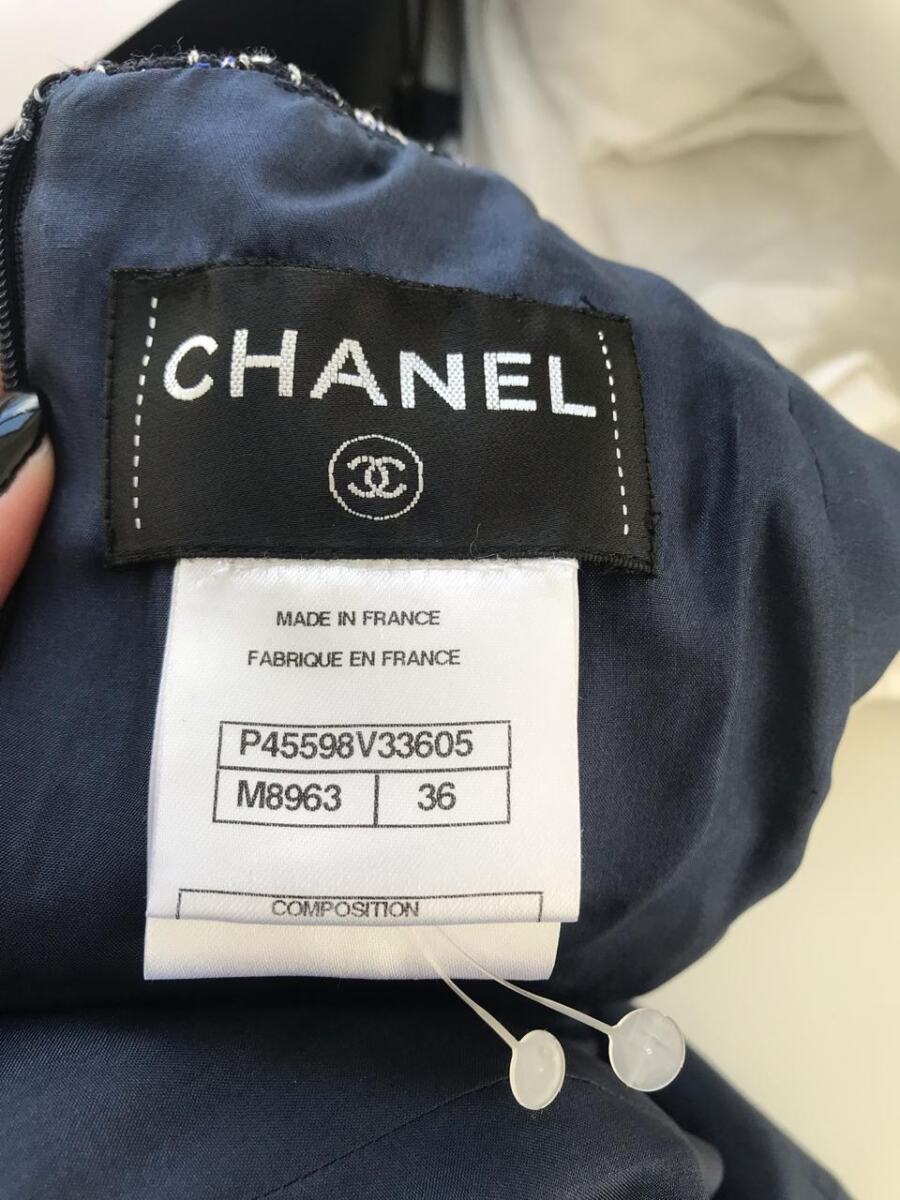 CHANEL
MADE IN FRANCE
FABRIQUE EN FRANCE
P45598V33605
M8963 36
COMPOSITION